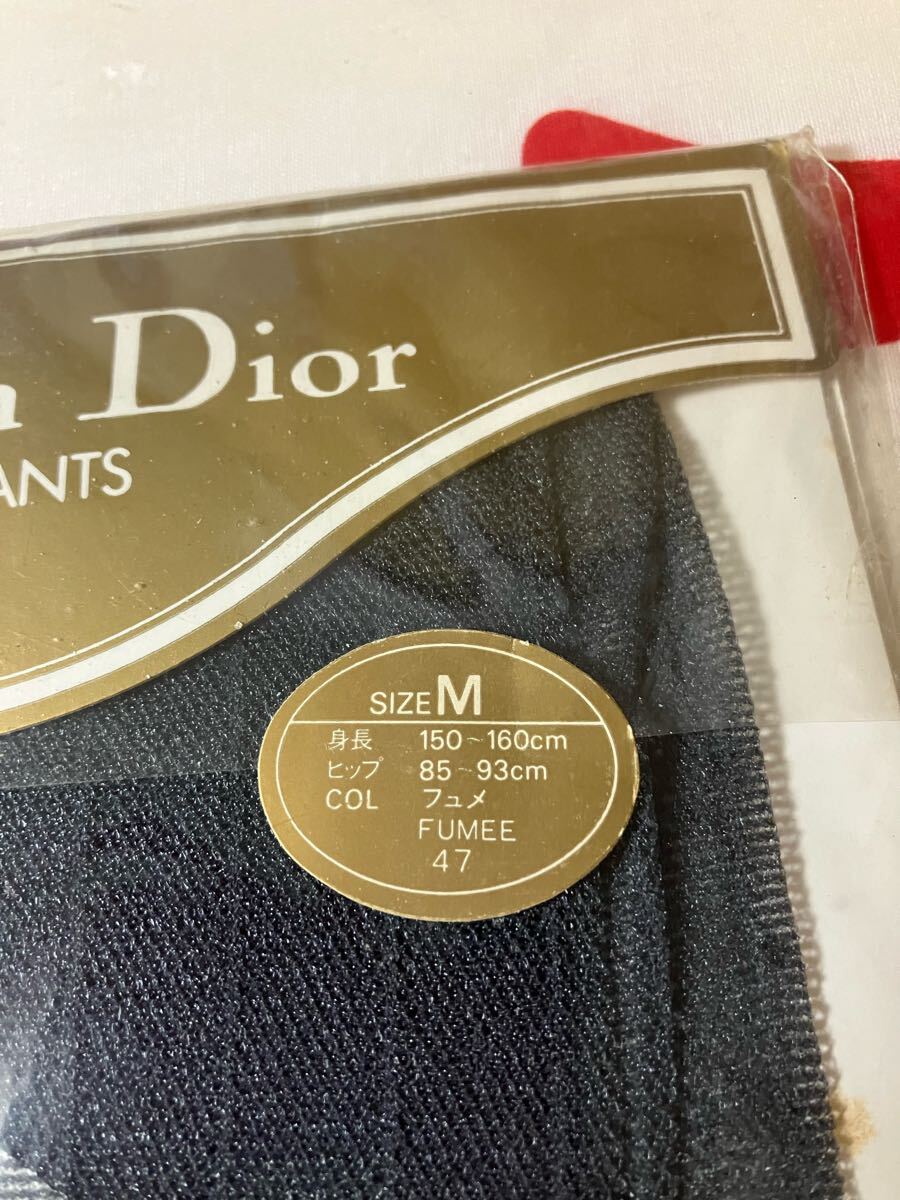 n Dior
ANTS
SIZE M
身長 150~160cm
ヒップ 85~93cm
COL フュメ
FUMEE
47